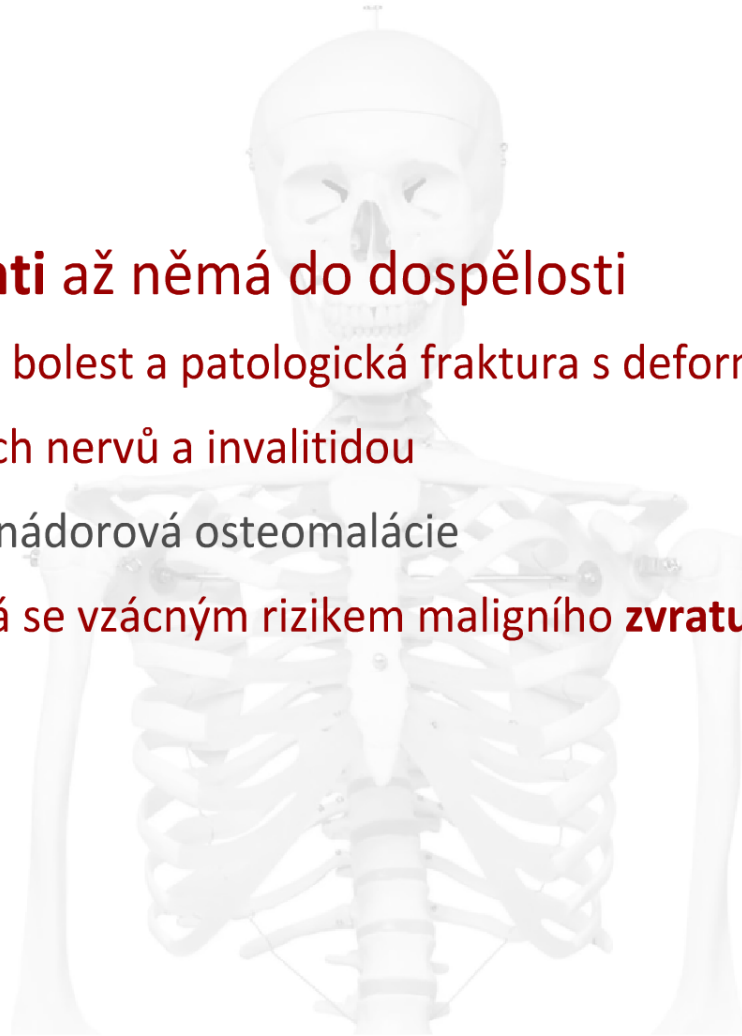 nti až němá do dospělosti
bolest a patologická fraktura s deforn
ch nervů a invalitidou
nádorová osteomalácie
á se vzácným rizikem maligního zvratu